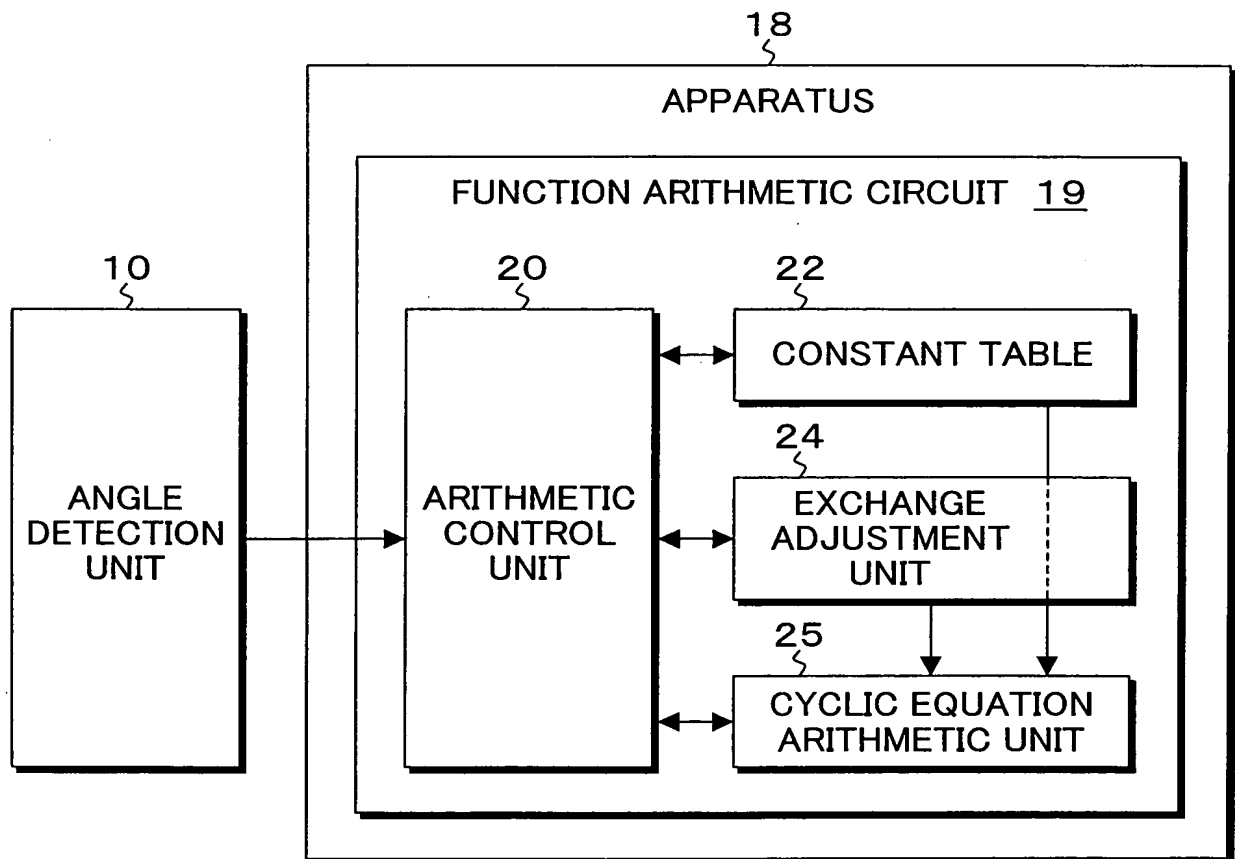 18
APPARATUS
FUNCTION ARITHMETIC CIRCUIT 19
10
20
22
CONSTANT TABLE
24
ANGLE
DETECTION
UNIT
ARITHMETIC
CONTROL
UNIT
EXCHANGE
ADJUSTMENT
UNIT
25
CYCLIC EQUATION
ARITHMETIC UNIT